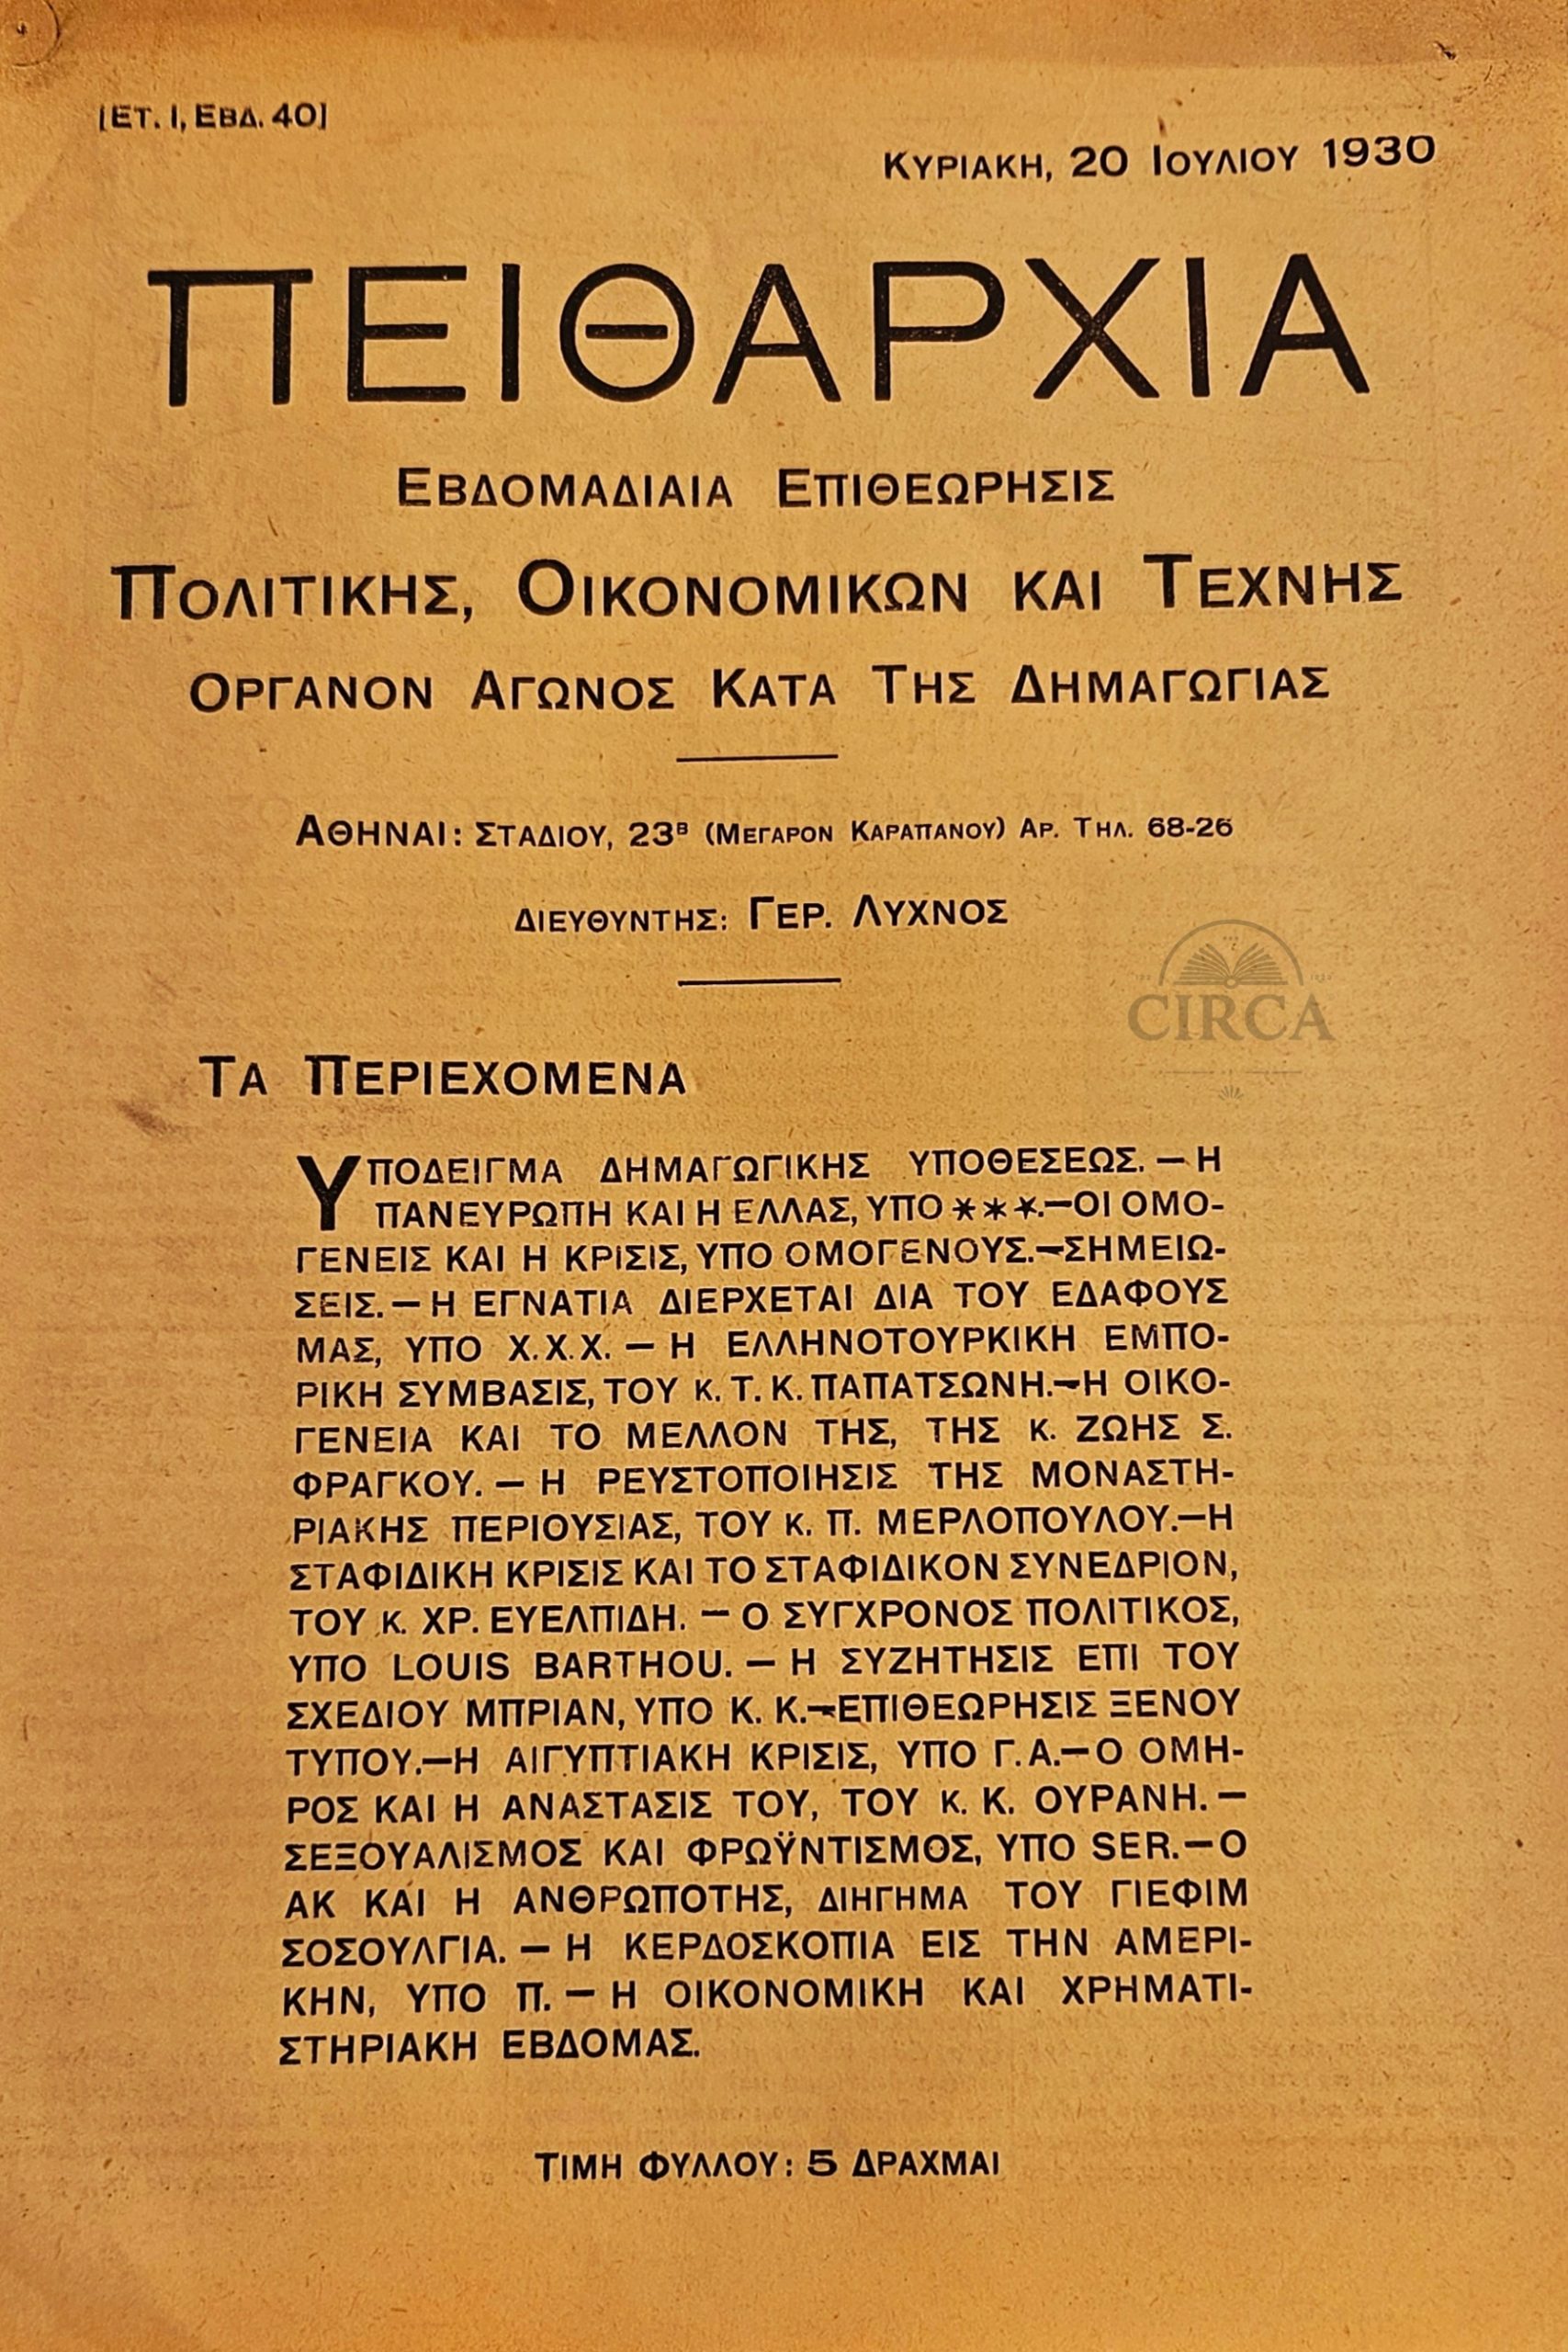 [ΕΤ. Ι, ΕΒΔ. 40]
ΚΥΡΙΑΚΗ, 20 ΙΟΥΛΙΟΥ 1930
ΠΕΙΘΑΡΧΙΑ
ΕΒΔΟΜΑΔΙΑΙΑ ΕΠΙΘΕΩΡΗΣΙΣ
ΠΟΛΙΤΙΚΗΣ, ΟΙΚΟΝΟΜΙΚΩΝ ΚΑΙ ΤΕΧΝΗΣ
ΟΡΓΑΝΟΝ ΑΓΩΝΟΣ ΚΑΤΑ ΤΗΣ ΔΗΜΑΓΩΓΙΑΣ
ΑΘΗΝΑΙ: ΣΤΑΔΙΟΥ, 23Β (ΜΕΓΑΡΟΝ ΚΑΡΑΠΑΝΟΥ) ΑΡ. ΤΗΛ. 68-26
ΔΙΕΥΘΥΝΤΗΣ: ΓΕΡ. ΛΥΧΝΟΣ
CIRCA
ΤΑ ΠΕΡΙΕΧΟΜΕΝΑ
ΥΠΟΔΕΙΓΜΑ ΔΗΜΑΓΩΓΙΚΗΣ ΥΠΟΘΕΣΕΩΣ. — Η
ΠΑΝΕΥΡΩΠΗ ΚΑΙ Η ΕΛΛΑΣ, ΥΠΟ ***.—ΟΙ ΟΜΟ-
ΓΕΝΕΙΣ ΚΑΙ Η ΚΡΙΣΙΣ, ΥΠΟ ΟΜΟΓΕΝΟΥΣ.—ΣΗΜΕΙΩ-
ΣΕΙΣ. — Η ΕΓΝΑΤΙΑ ΔΙΕΡΧΕΤΑΙ ΔΙΑ ΤΟΥ ΕΔΑΦΟΥΣ
ΜΑΣ, ΥΠΟ Χ.Χ.Χ. — Η ΕΛΛΗΝΟΤΟΥΡΚΙΚΗ ΕΜΠΟ-
ΡΙΚΗ ΣΥΜΒΑΣΙΣ, ΤΟΥ Κ. Τ. Κ. ΠΑΠΑΤΣΩΝΗ.—Η ΟΙΚΟ-
ΓΕΝΕΙΑ ΚΑΙ ΤΟ ΜΕΛΛΟΝ ΤΗΣ, ΤΗΣ Κ. ΖΩΗΣ Σ.
ΦΡΑΓΚΟΥ. — Η ΡΕΥΣΤΟΠΟΙΗΣΙΣ ΤΗΣ ΜΟΝΑΣΤΗ-
ΡΙΑΚΗΣ ΠΕΡΙΟΥΣΙΑΣ, ΤΟΥ Κ. Π. ΜΕΡΛΟΠΟΥΛΟΥ.—Η
ΣΤΑΦΙΔΙΚΗ ΚΡΙΣΙΣ ΚΑΙ ΤΟ ΣΤΑΦΙΔΙΚΟΝ ΣΥΝΕΔΡΙΟΝ,
ΤΟΥ Κ. ΧΡ. ΕΥΕΛΠΙΔΗ. — Ο ΣΥΓΧΡΟΝΟΣ ΠΟΛΙΤΙΚΟΣ,
ΥΠΟ LOUIS BARTHOU. — Η ΣΥΖΗΤΗΣΙΣ ΕΠΙ ΤΟΥ
ΣΧΕΔΙΟΥ ΜΠΡΙΑΝ, ΥΠΟ Κ. Κ.—ΕΠΙΘΕΩΡΗΣΙΣ ΞΕΝΟΥ
ΤΥΠΟΥ.—Η ΑΙΓΥΠΤΙΑΚΗ ΚΡΙΣΙΣ, ΥΠΟ Γ. Α.—Ο ΟΜΗ-
ΡΟΣ ΚΑΙ Η ΑΝΑΣΤΑΣΙΣ ΤΟΥ, ΤΟΥ Κ. Κ. ΟΥΡΑΝΗ. —
ΣΕΞΟΥΑΛΙΣΜΟΣ ΚΑΙ ΦΡΩΫΝΤΙΣΜΟΣ, ΥΠΟ SER.—Ο
ΑΚ ΚΑΙ Η ΑΝΘΡΩΠΟΤΗΣ, ΔΙΗΓΗΜΑ ΤΟΥ ΓΙΕΦΙΜ
ΣΟΣΟΥΛΓΙΑ. — Η ΚΕΡΔΟΣΚΟΠΙΑ ΕΙΣ ΤΗΝ ΑΜΕΡΙ-
ΚΗΝ, ΥΠΟ Π. — Η ΟΙΚΟΝΟΜΙΚΗ ΚΑΙ ΧΡΗΜΑΤΙ-
ΣΤΗΡΙΑΚΗ ΕΒΔΟΜΑΣ.
ΤΙΜΗ ΦΥΛΛΟΥ: 5 ΔΡΑΧΜΑΙ